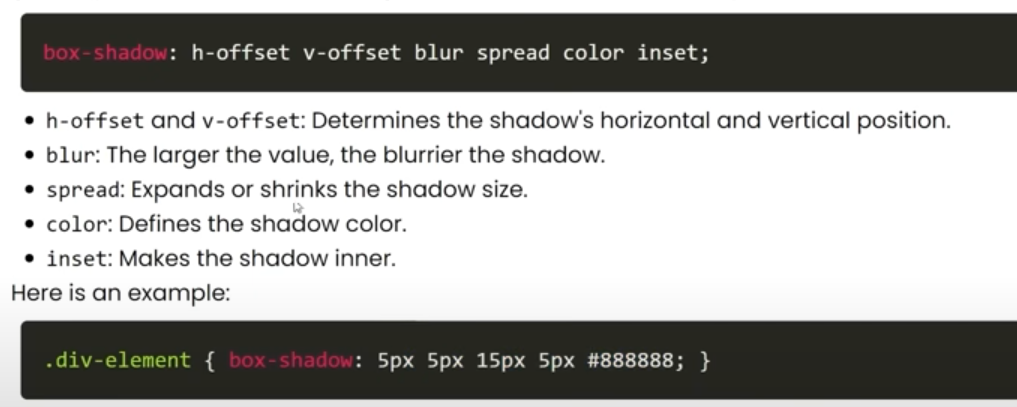 box-shadow: h-offset v-offset blur spread color inset;
• h-offset and v-offset: Determines the shadow's horizontal and vertical position.
• blur: The larger the value, the blurrier the shadow.
• spread: Expands or shrinks the shadow size.
• color: Defines the shadow color.
• inset: Makes the shadow inner.
Here is an example:
.div-element { box-shadow: 5px 5px 15px 5px #888888; }